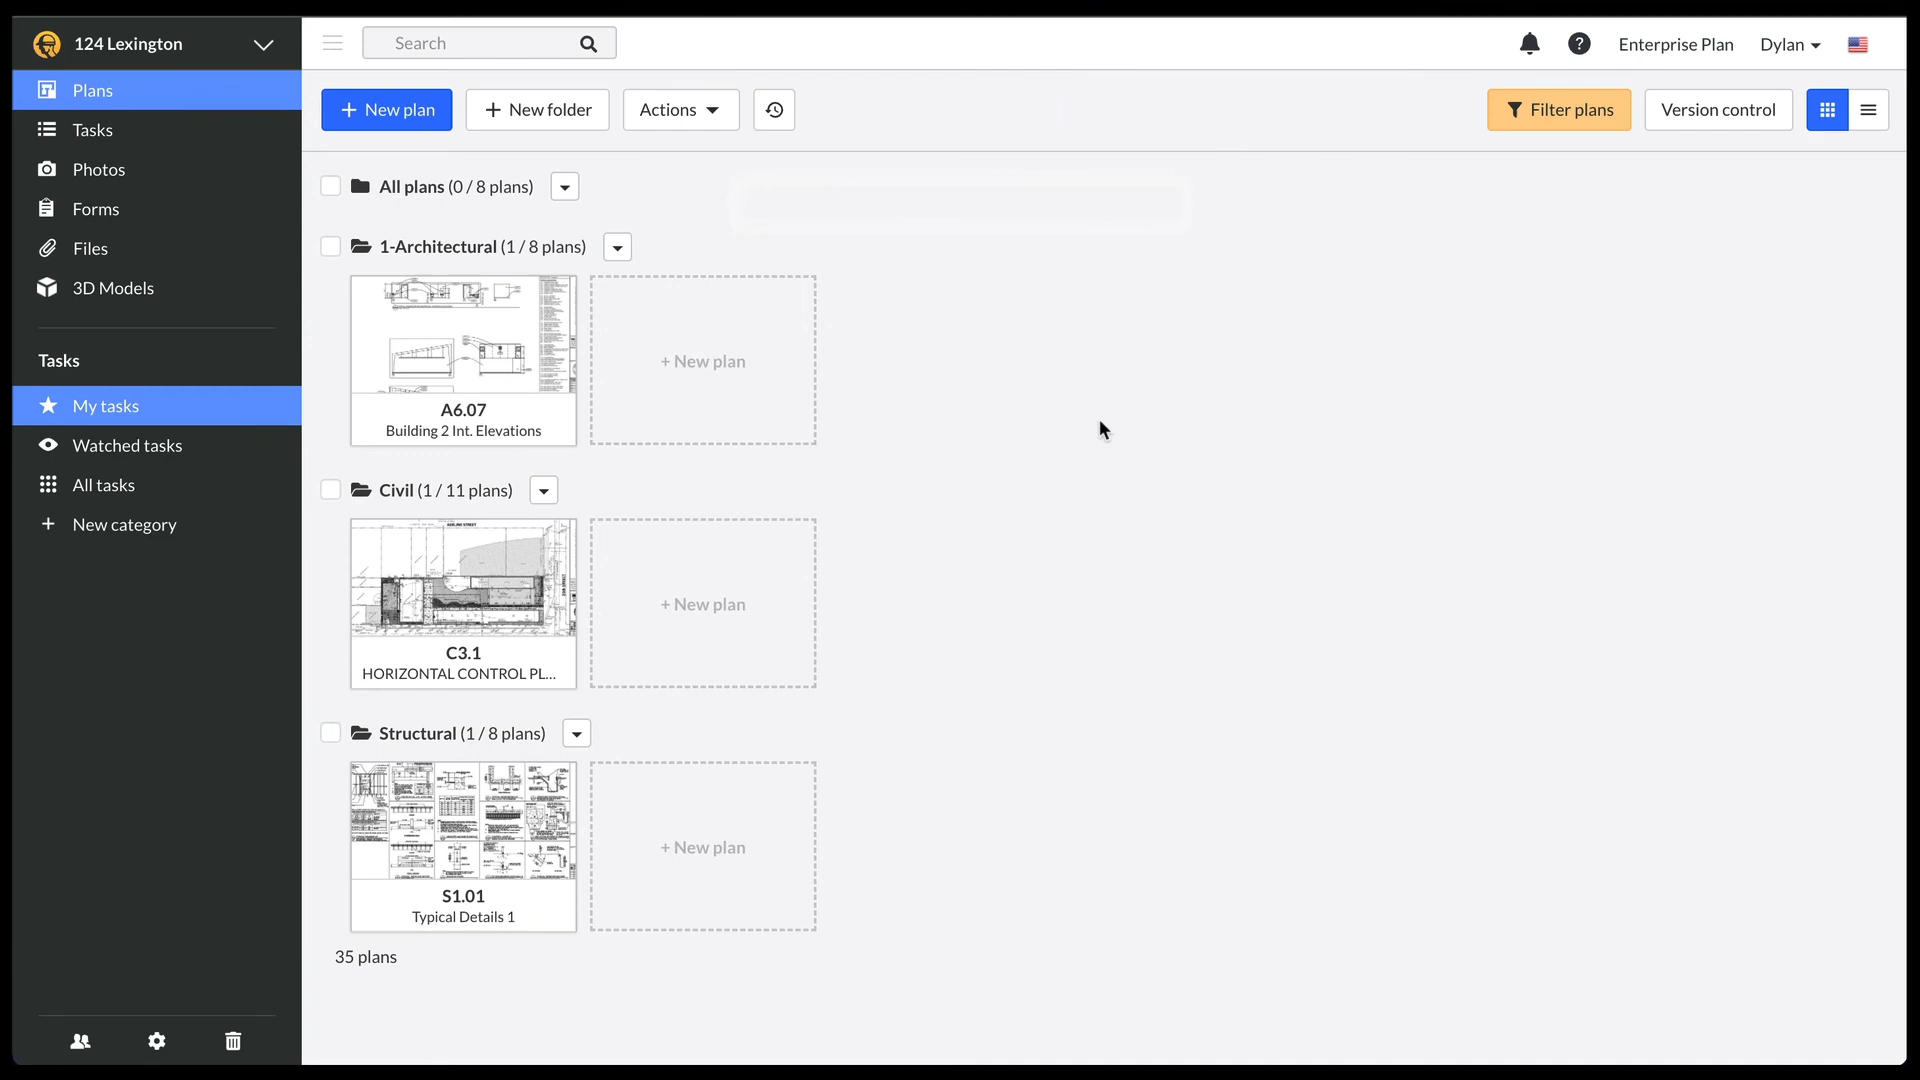 124 Lexington
Search
Enterprise Plan
Dylan
Plans
Tasks
Photos
Forms
Files
3D Models
Tasks
My tasks
Watched tasks
All tasks
New category
New plan
New folder
Actions
Filter plans
Version control
All plans (0 / 8 plans)
1-Architectural (1 / 8 plans)
A6.07
Building 2 Int. Elevations
+ New plan
Civil (1 / 11 plans)
C3.1
HORIZONTAL CONTROL PL...
+ New plan
Structural (1 / 8 plans)
S1.01
Typical Details 1
+ New plan
35 plans